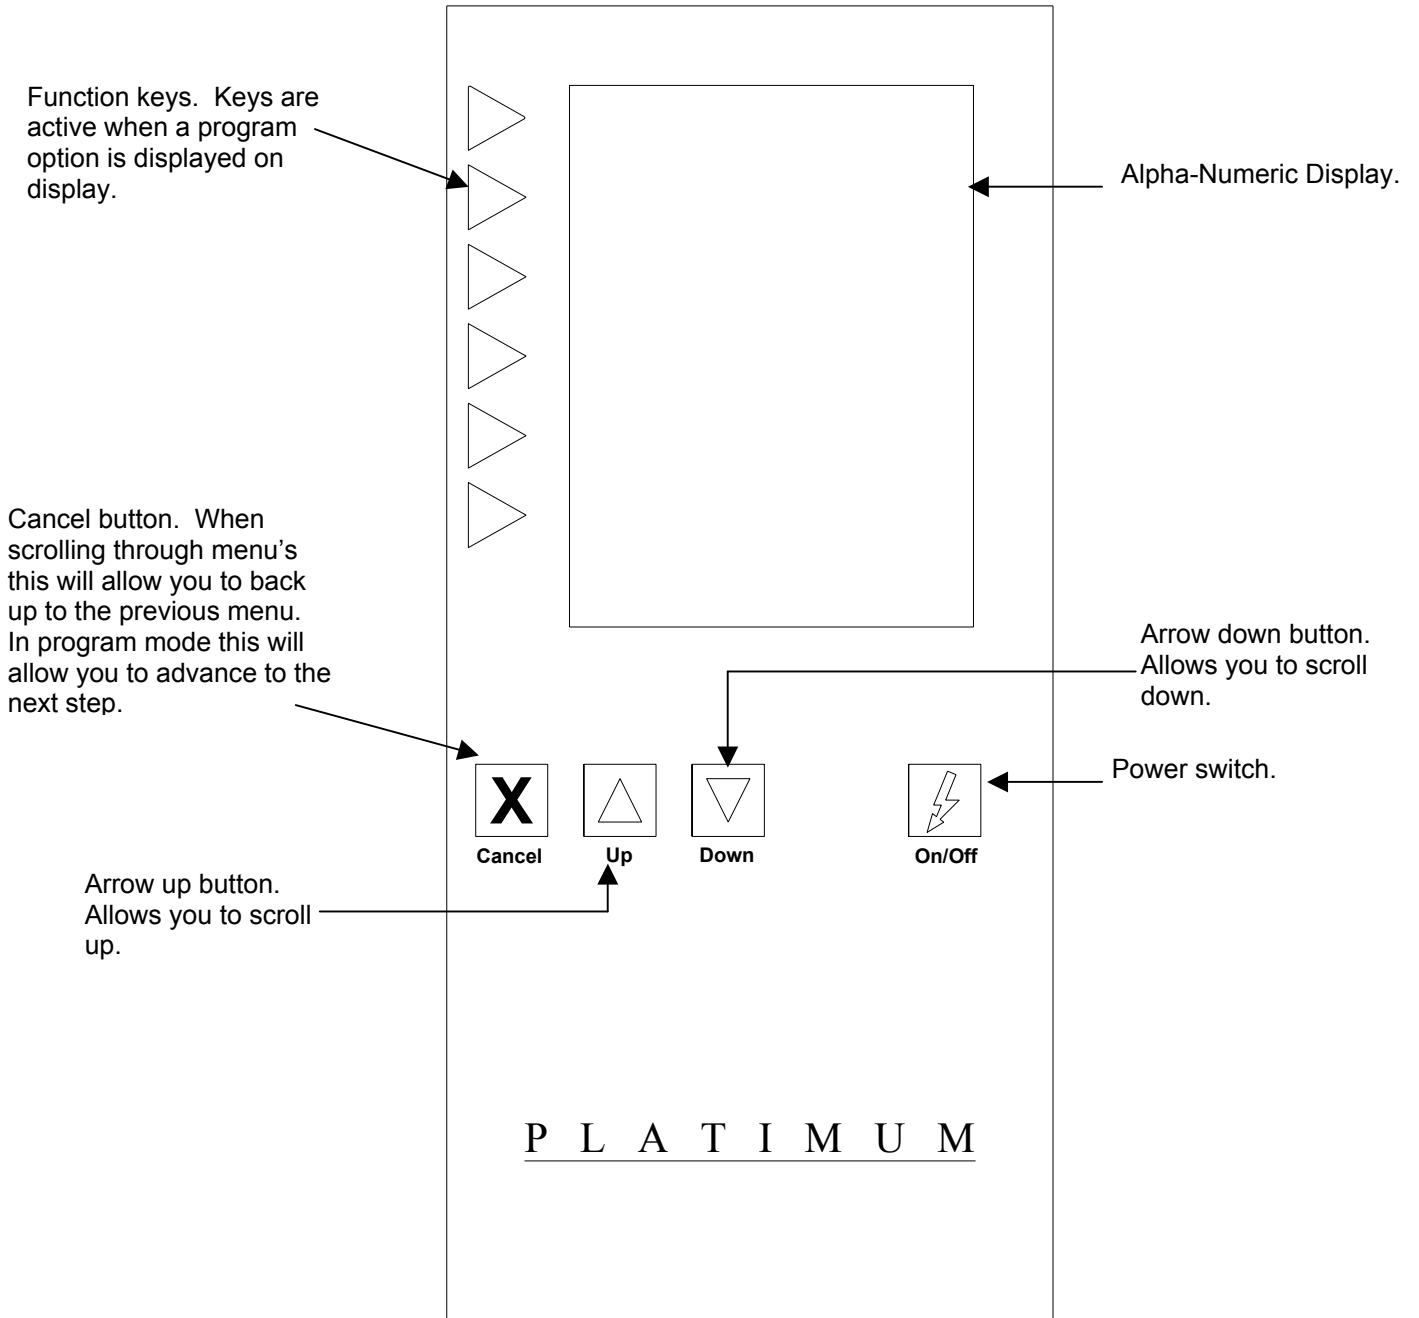 Function keys.  Keys are
active when a program
option is displayed on
display.
Alpha-Numeric Display.
Cancel button.  When
scrolling through menu’s
this will allow you to back
up to the previous menu.
In program mode this will
allow you to advance to the
next step.
Arrow down button.
Allows you to scroll
down.
Power switch.
X
Cancel
Up
Down
On/Off
Arrow up button.
Allows you to scroll
up.
P L A T I M U M